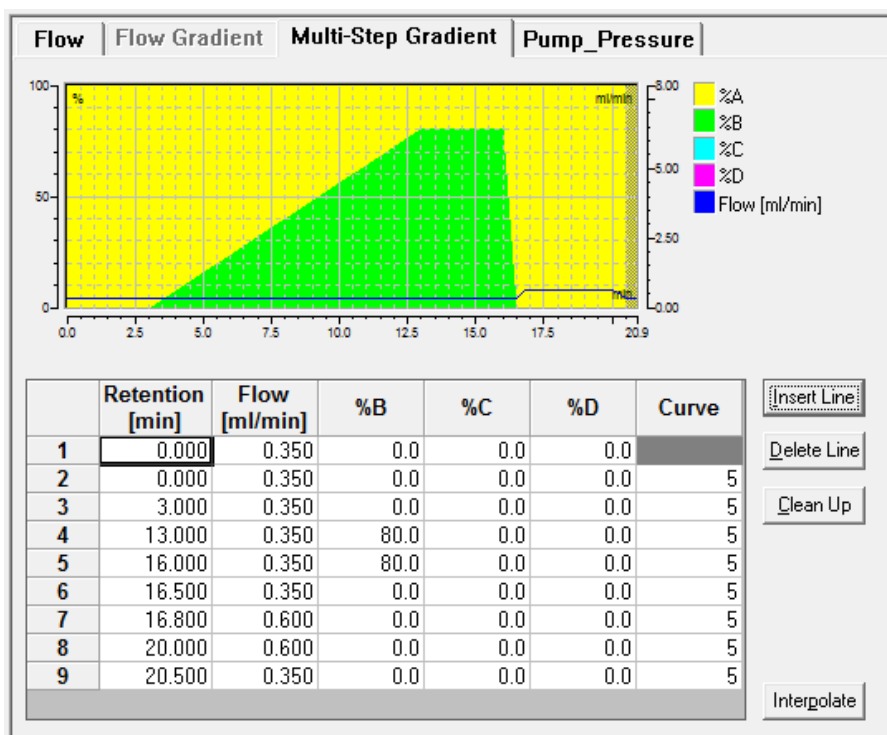 Flow Flow Gradient Multi-Step Gradient Pump_Pressure
100 % ml/min 8.00 %A
%B
%C
5.00 %D
50 Flow [ml/min]
2.50
0 min 0.00
0.0 2.5 5.0 7.5 10.0 12.5 15.0 17.5 20.9
Retention [min] Flow [ml/min] %B %C %D Curve Insert Line
1 0.000 0.350 0.0 0.0 0.0 Delete Line
2 0.000 0.350 0.0 0.0 0.0 5
3 3.000 0.350 0.0 0.0 0.0 5 Clean Up
4 13.000 0.350 80.0 0.0 0.0 5
5 16.000 0.350 80.0 0.0 0.0 5
6 16.500 0.350 0.0 0.0 0.0 5
7 16.800 0.600 0.0 0.0 0.0 5
8 20.000 0.600 0.0 0.0 0.0 5
9 20.500 0.350 0.0 0.0 0.0 5
Interpolate